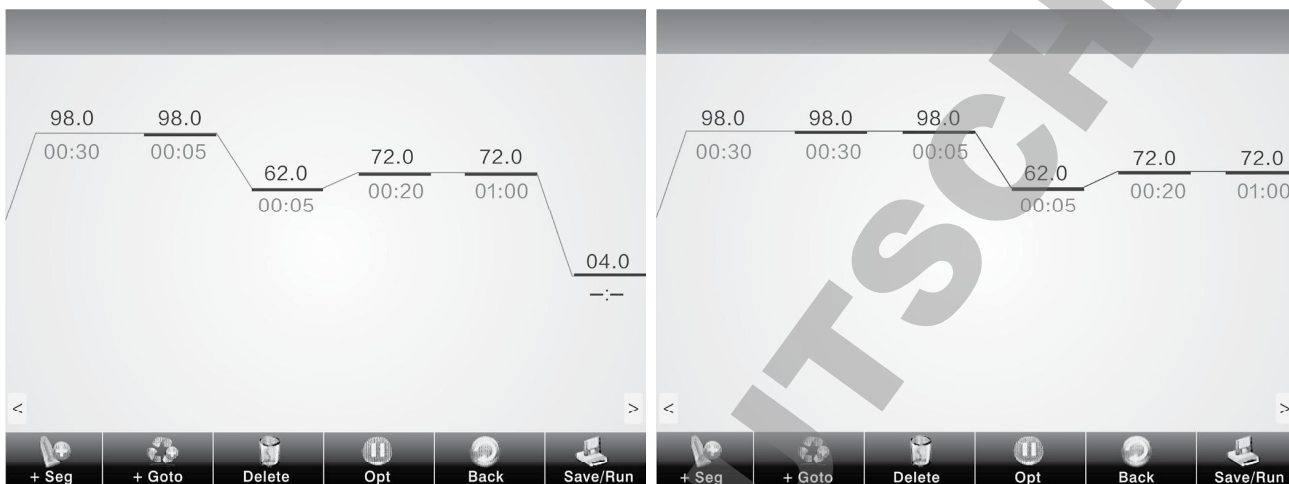 98.0
98.0
00:30
00:05
62.0
00:05
72.0
72.0
00:20
01:00
04.0
–:–
<
>
+ Seg
+ Goto
Delete
Opt
Back
Save/Run
98.0
98.0
98.0
00:30
00:30
00:05
62.0
00:05
72.0
72.0
00:20
01:00
<
>
+ Seg
+ Goto
Delete
Opt
Back
Save/Run